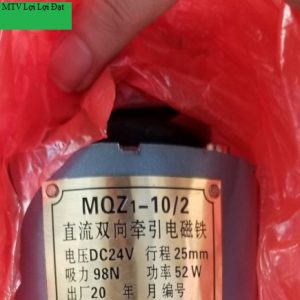 MTV Lợi Lợi Đạt
MQZ1-10/2
直流双向牵引电磁铁
电压DC24V 行程25mm
吸力98N 功率52W
出厂20 年 月 编号